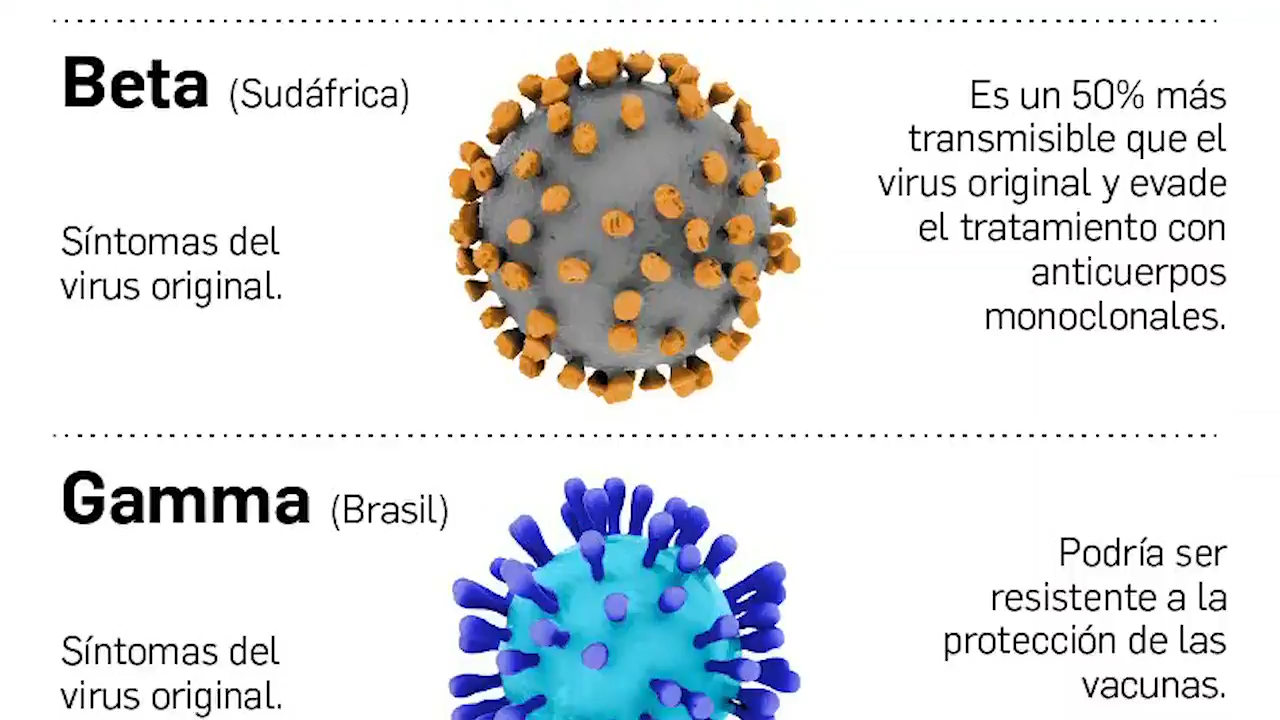 Beta (Sudáfrica)
Síntomas del
virus original.
Es un 50% más
transmisible que el
virus original y evade
el tratamiento con
anticuerpos
monoclonales.
Gamma (Brasil)
Síntomas del
virus original.
Podría ser
resistente a la
protección de las
vacunas.